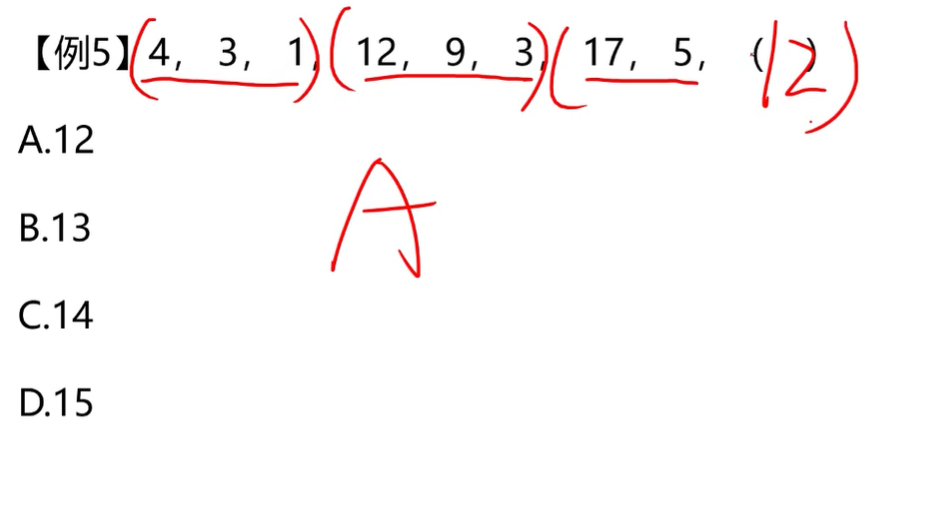 【例5】(4, 3, 1,)(12, 9, 3,)(17, 5, (12))
A.12
B.13
A
C.14
D.15